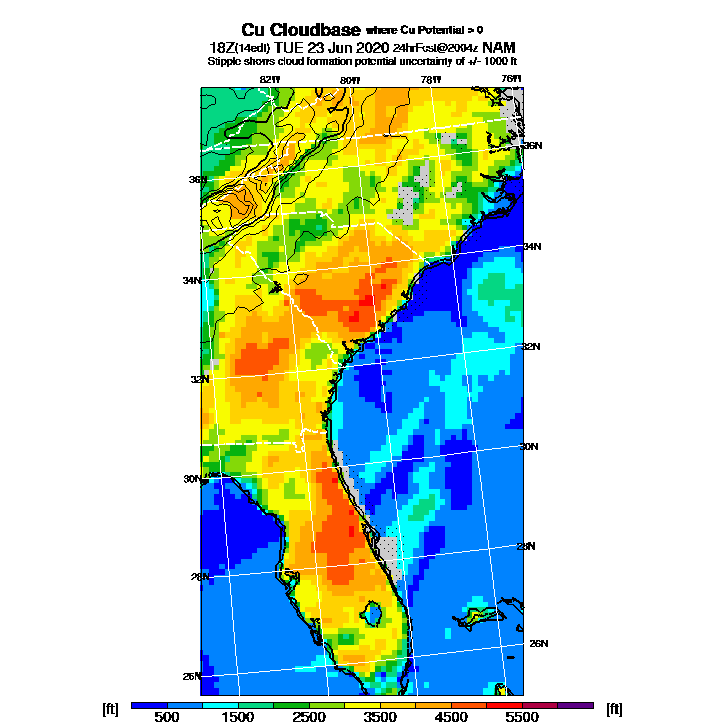 Cu Cloudbase where Cu Potential > 0
18Z(14edt) TUE 23 Jun 2020 24hrFcst@2004z NAM
Stipple shows cloud formation potential uncertainty of +/- 1000 ft
82W 80W 78W 76W
36N
36N
34N
34N
32N
32N
30N
30N
28N
28N
26N
26N
[ft] 500 1500 2500 3500 4500 5500 [ft]